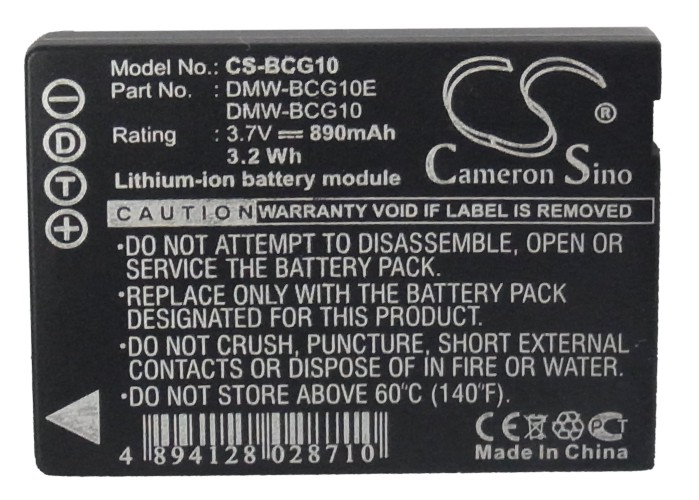 Model No.: CS-BCG10
Part No. : DMW-BCG10E
DMW-BCG10
Rating : 3.7V ⎓ 890mAh
3.2 Wh
Lithium-ion battery module
CS
®
Cameron Sino
− D T +
CAUTION WARRANTY VOID IF LABEL IS REMOVED
•DO NOT ATTEMPT TO DISASSEMBLE, OPEN OR
SERVICE THE BATTERY PACK.
•REPLACE ONLY WITH THE BATTERY PACK
DESIGNATED FOR THIS PRODUCT.
•DO NOT CRUSH, PUNCTURE, SHORT EXTERNAL
CONTACTS OR DISPOSE OF IN FIRE OR WATER.
•DO NOT STORE ABOVE 60°C (140°F).
4 894128 028710
CE PCT
Made In China